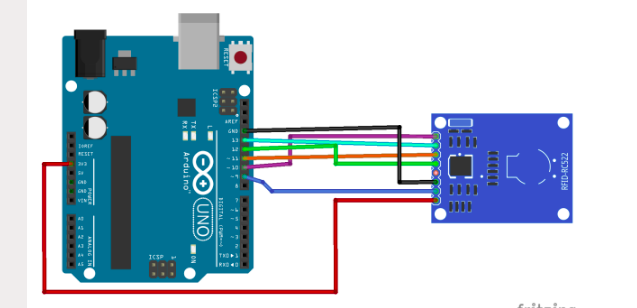 RESET
ICSP2
AREF
GND
13
12
~11
~10
~9
8
7
~6
~5
4
~3
2
TX▸1
RX◂0
L
TX
RX
Arduino
UNO
DIGITAL (PWM=~)
IOREF
RESET
3V3
5V
GND
GND
VIN
POWER
A0
A1
A2
A3
A4
A5
ANALOG IN
ICSP
1
ON
RFID-RC522
fritzing